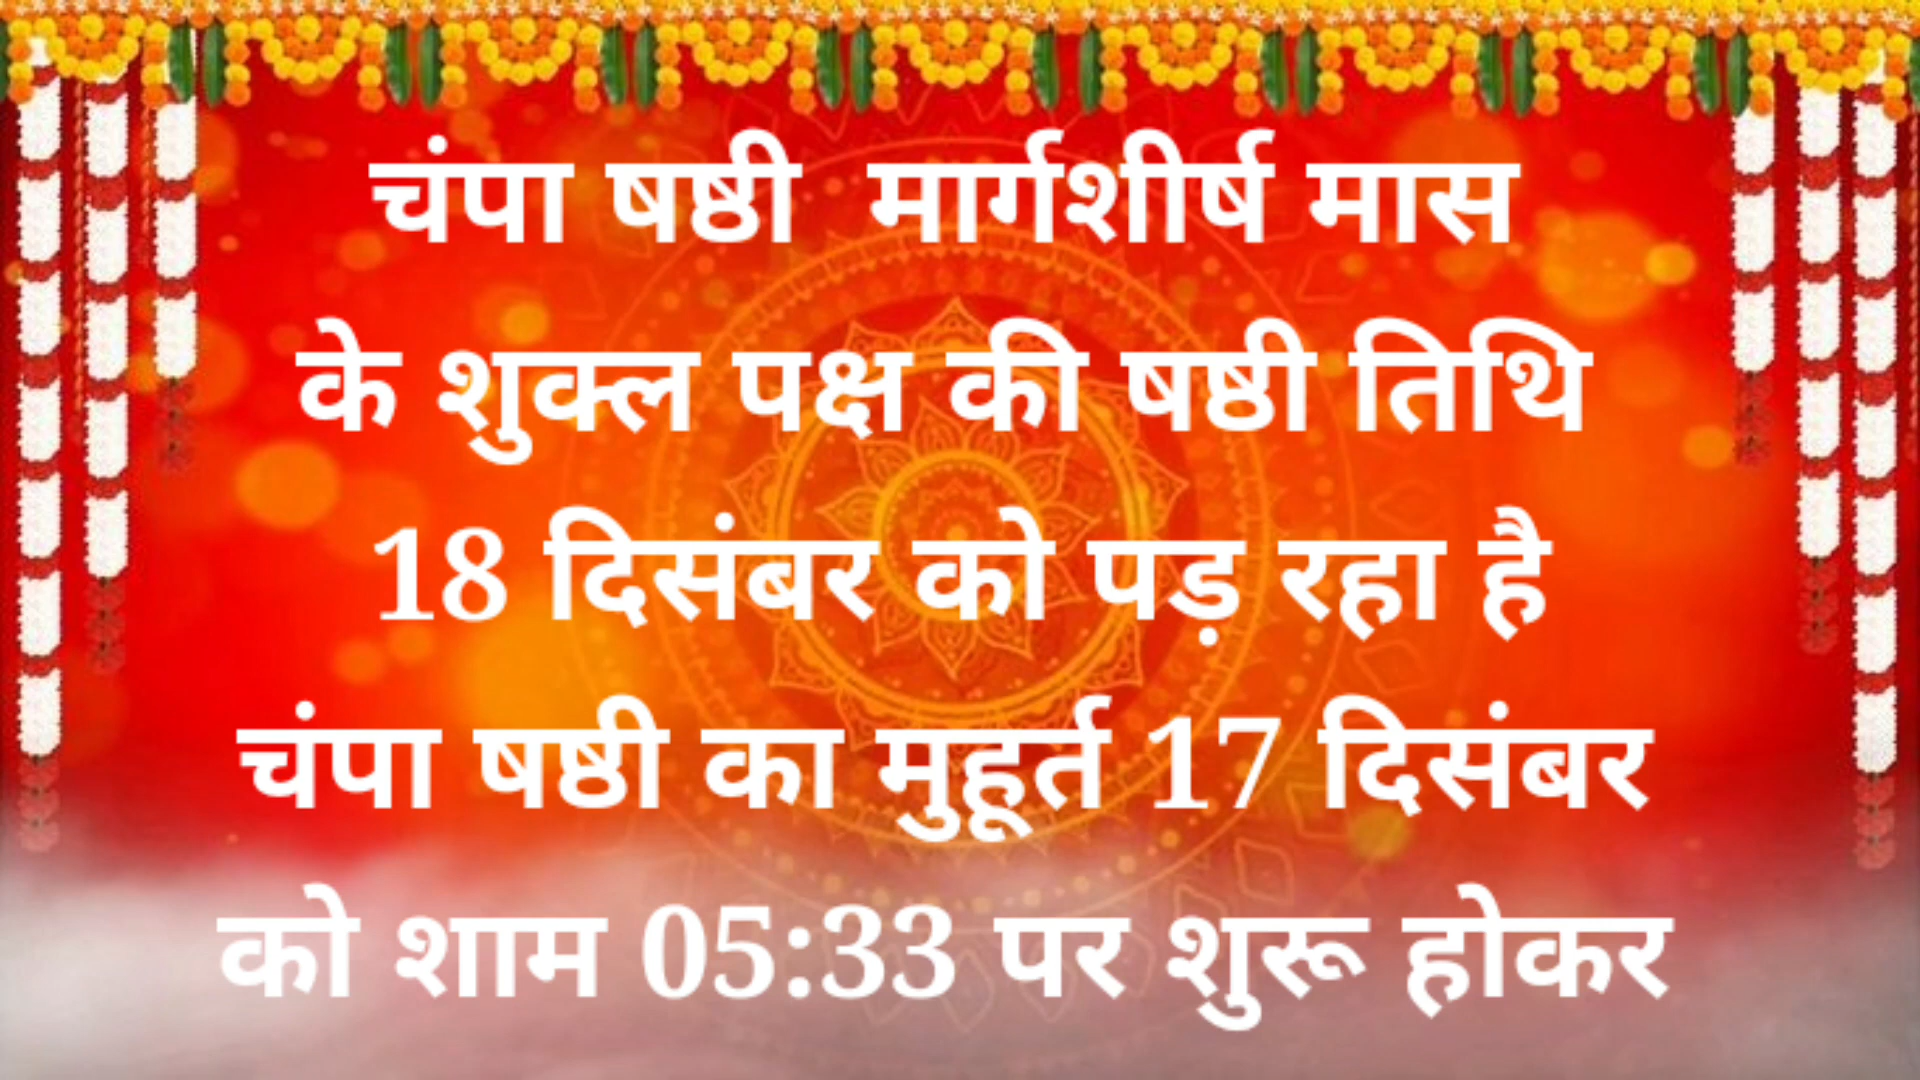 चंपा षष्ठी मार्गशीर्ष मास
के शुक्ल पक्ष की षष्ठी तिथि
18 दिसंबर को पड़ रहा है
चंपा षष्ठी का मुहूर्त 17 दिसंबर
को शाम 05:33 पर शुरू होकर